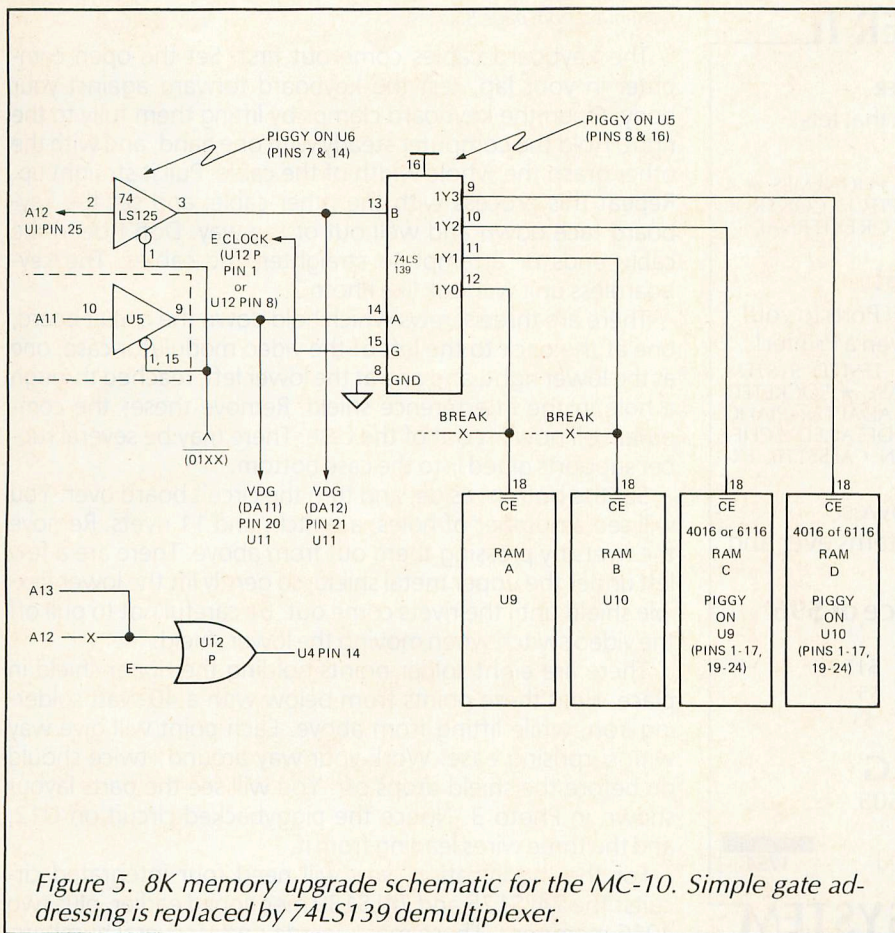 PIGGY ON U6
(PINS 7 & 14)
PIGGY ON U5
(PINS 8 & 16)
16
A12
UI PIN 25
2
74
LS125
3
1
E CLOCK
(U12 P
PIN 1
or
U12 PIN 8)
13 B
74LS
139
1Y3 9
1Y2 10
1Y1 11
1Y0 12
A11
10
U5
9
1, 15
14 A
15 G
8 GND
(01XX)
VDG
(DA11)
PIN 20
U11
VDG
(DA12)
PIN 21
U11
BREAK
X
BREAK
X
18
CE
RAM
A
U9
18
CE
RAM
B
U10
18
CE
4016 or 6116
RAM
C
PIGGY
ON
U9
(PINS 1-17,
19-24)
18
CE
4016 of 6116
RAM
D
PIGGY
ON
U10
(PINS 1-17,
19-24)
A13
A12 X
E
U12
P
U4 PIN 14
Figure 5. 8K memory upgrade schematic for the MC-10. Simple gate ad-
dressing is replaced by 74LS139 demultiplexer.